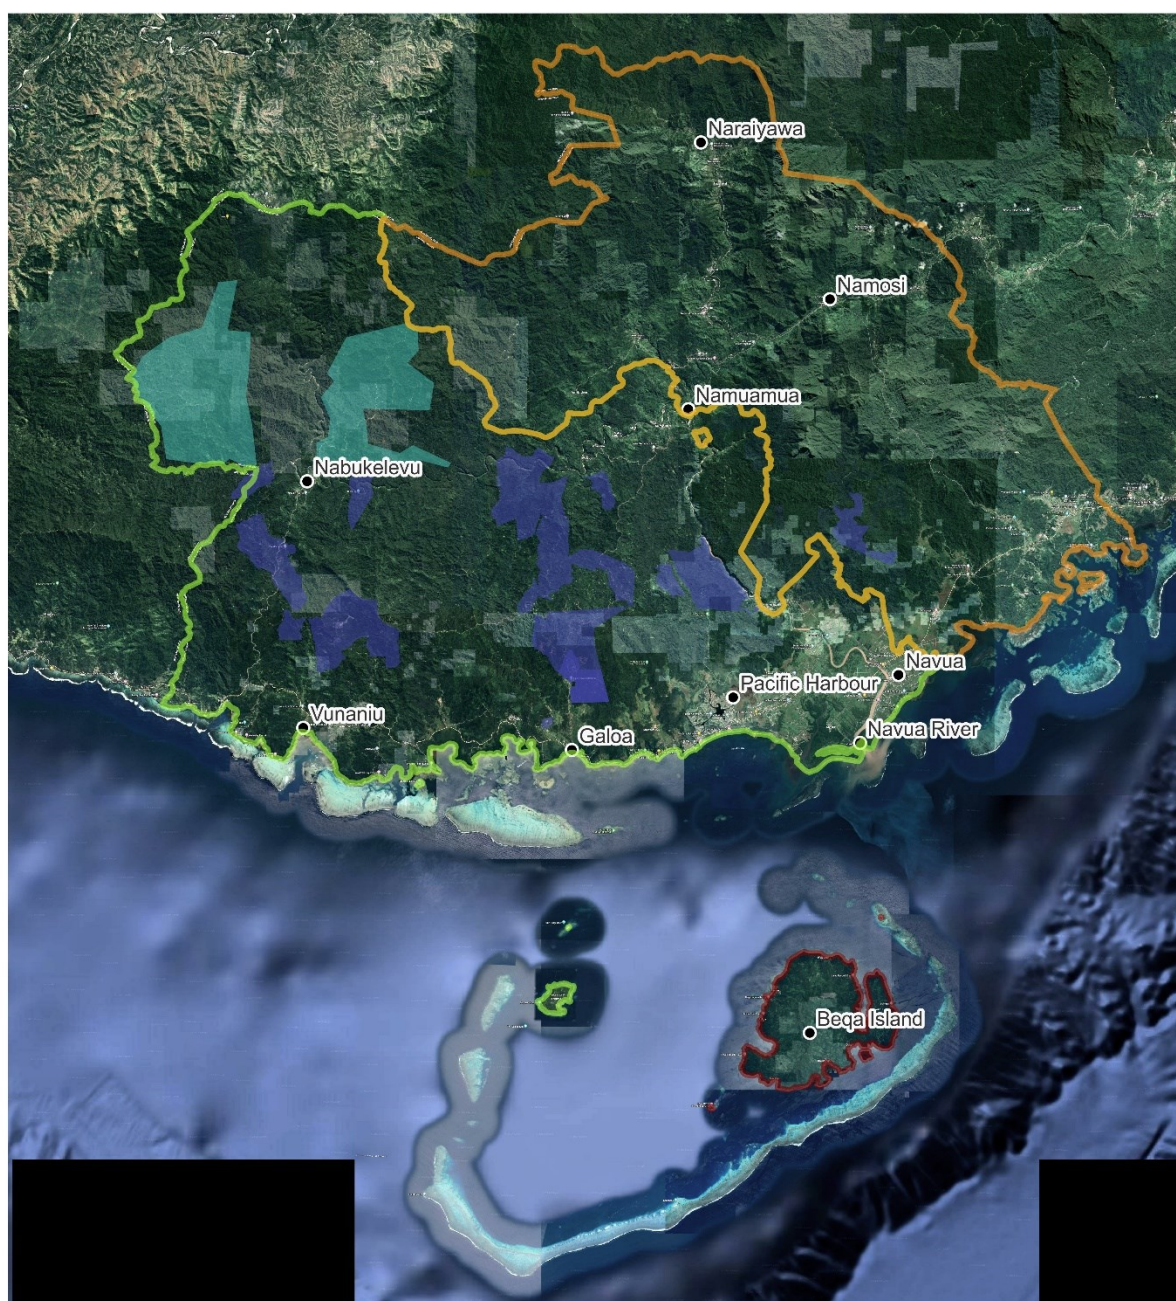 Naraiyawa
Namosi
Namuamua
Nabukelevu
Navua
Pacific Harbour
Vunaniu
Galoa
Navua River
Beqa Island